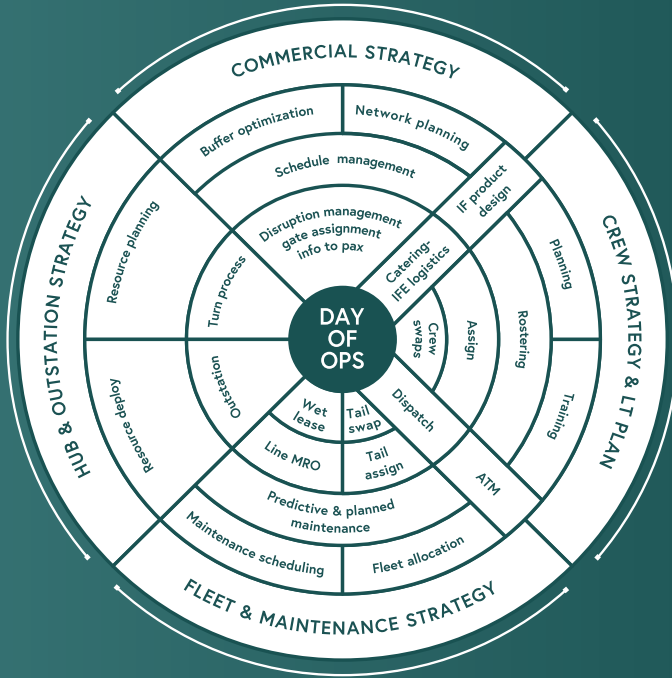 COMMERCIAL STRATEGY
Buffer optimization
Network planning
Schedule management
Disruption management
gate assignment
info to pax
IF product
design
Catering-
IFE logistics
CREW STRATEGY & LT PLAN
Planning
Training
Rostering
Assign
Crew
swaps
DAY
OF
OPS
HUB & OUTSTATION STRATEGY
Resource planning
Turn process
Resource deploy
Outstation
Dispatch
ATM
Wet
lease
Tail
swap
Line MRO
Tail
assign
Predictive & planned
maintenance
Maintenance scheduling
Fleet allocation
FLEET & MAINTENANCE STRATEGY